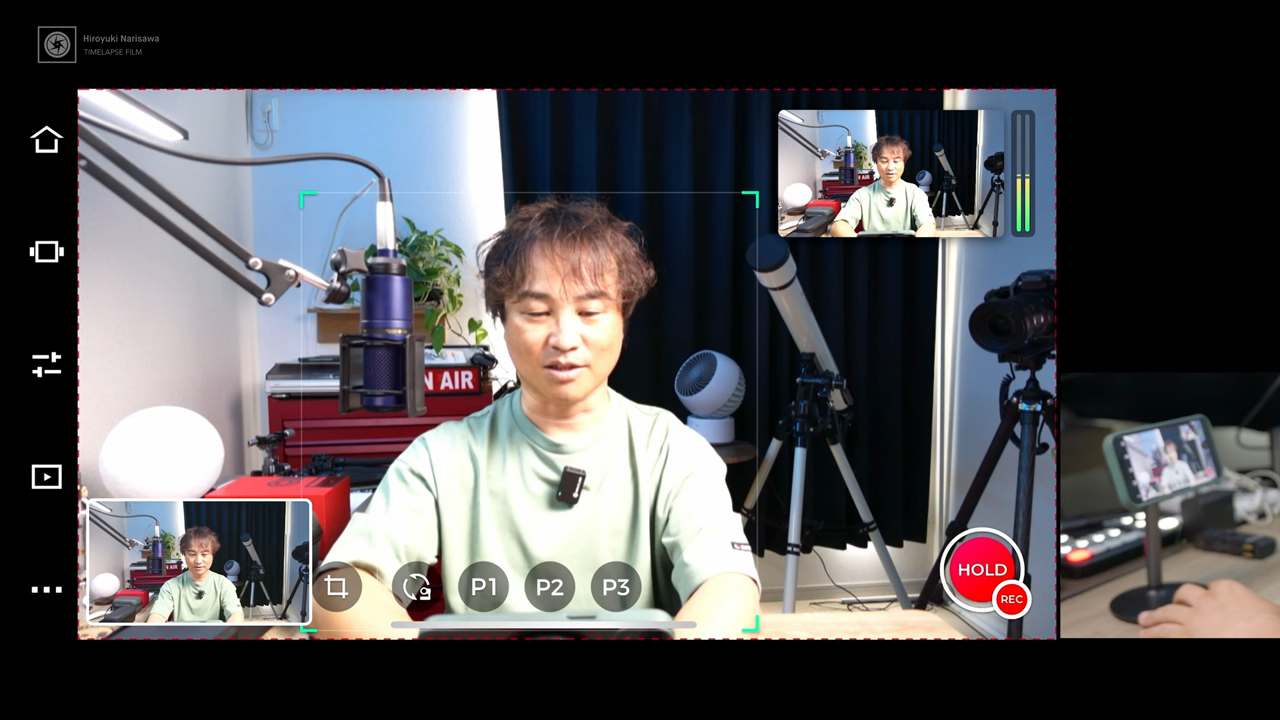 Hiroyuki Narisawa
TIMELAPSE FILM
N AIR
P1
P2
P3
HOLD
REC